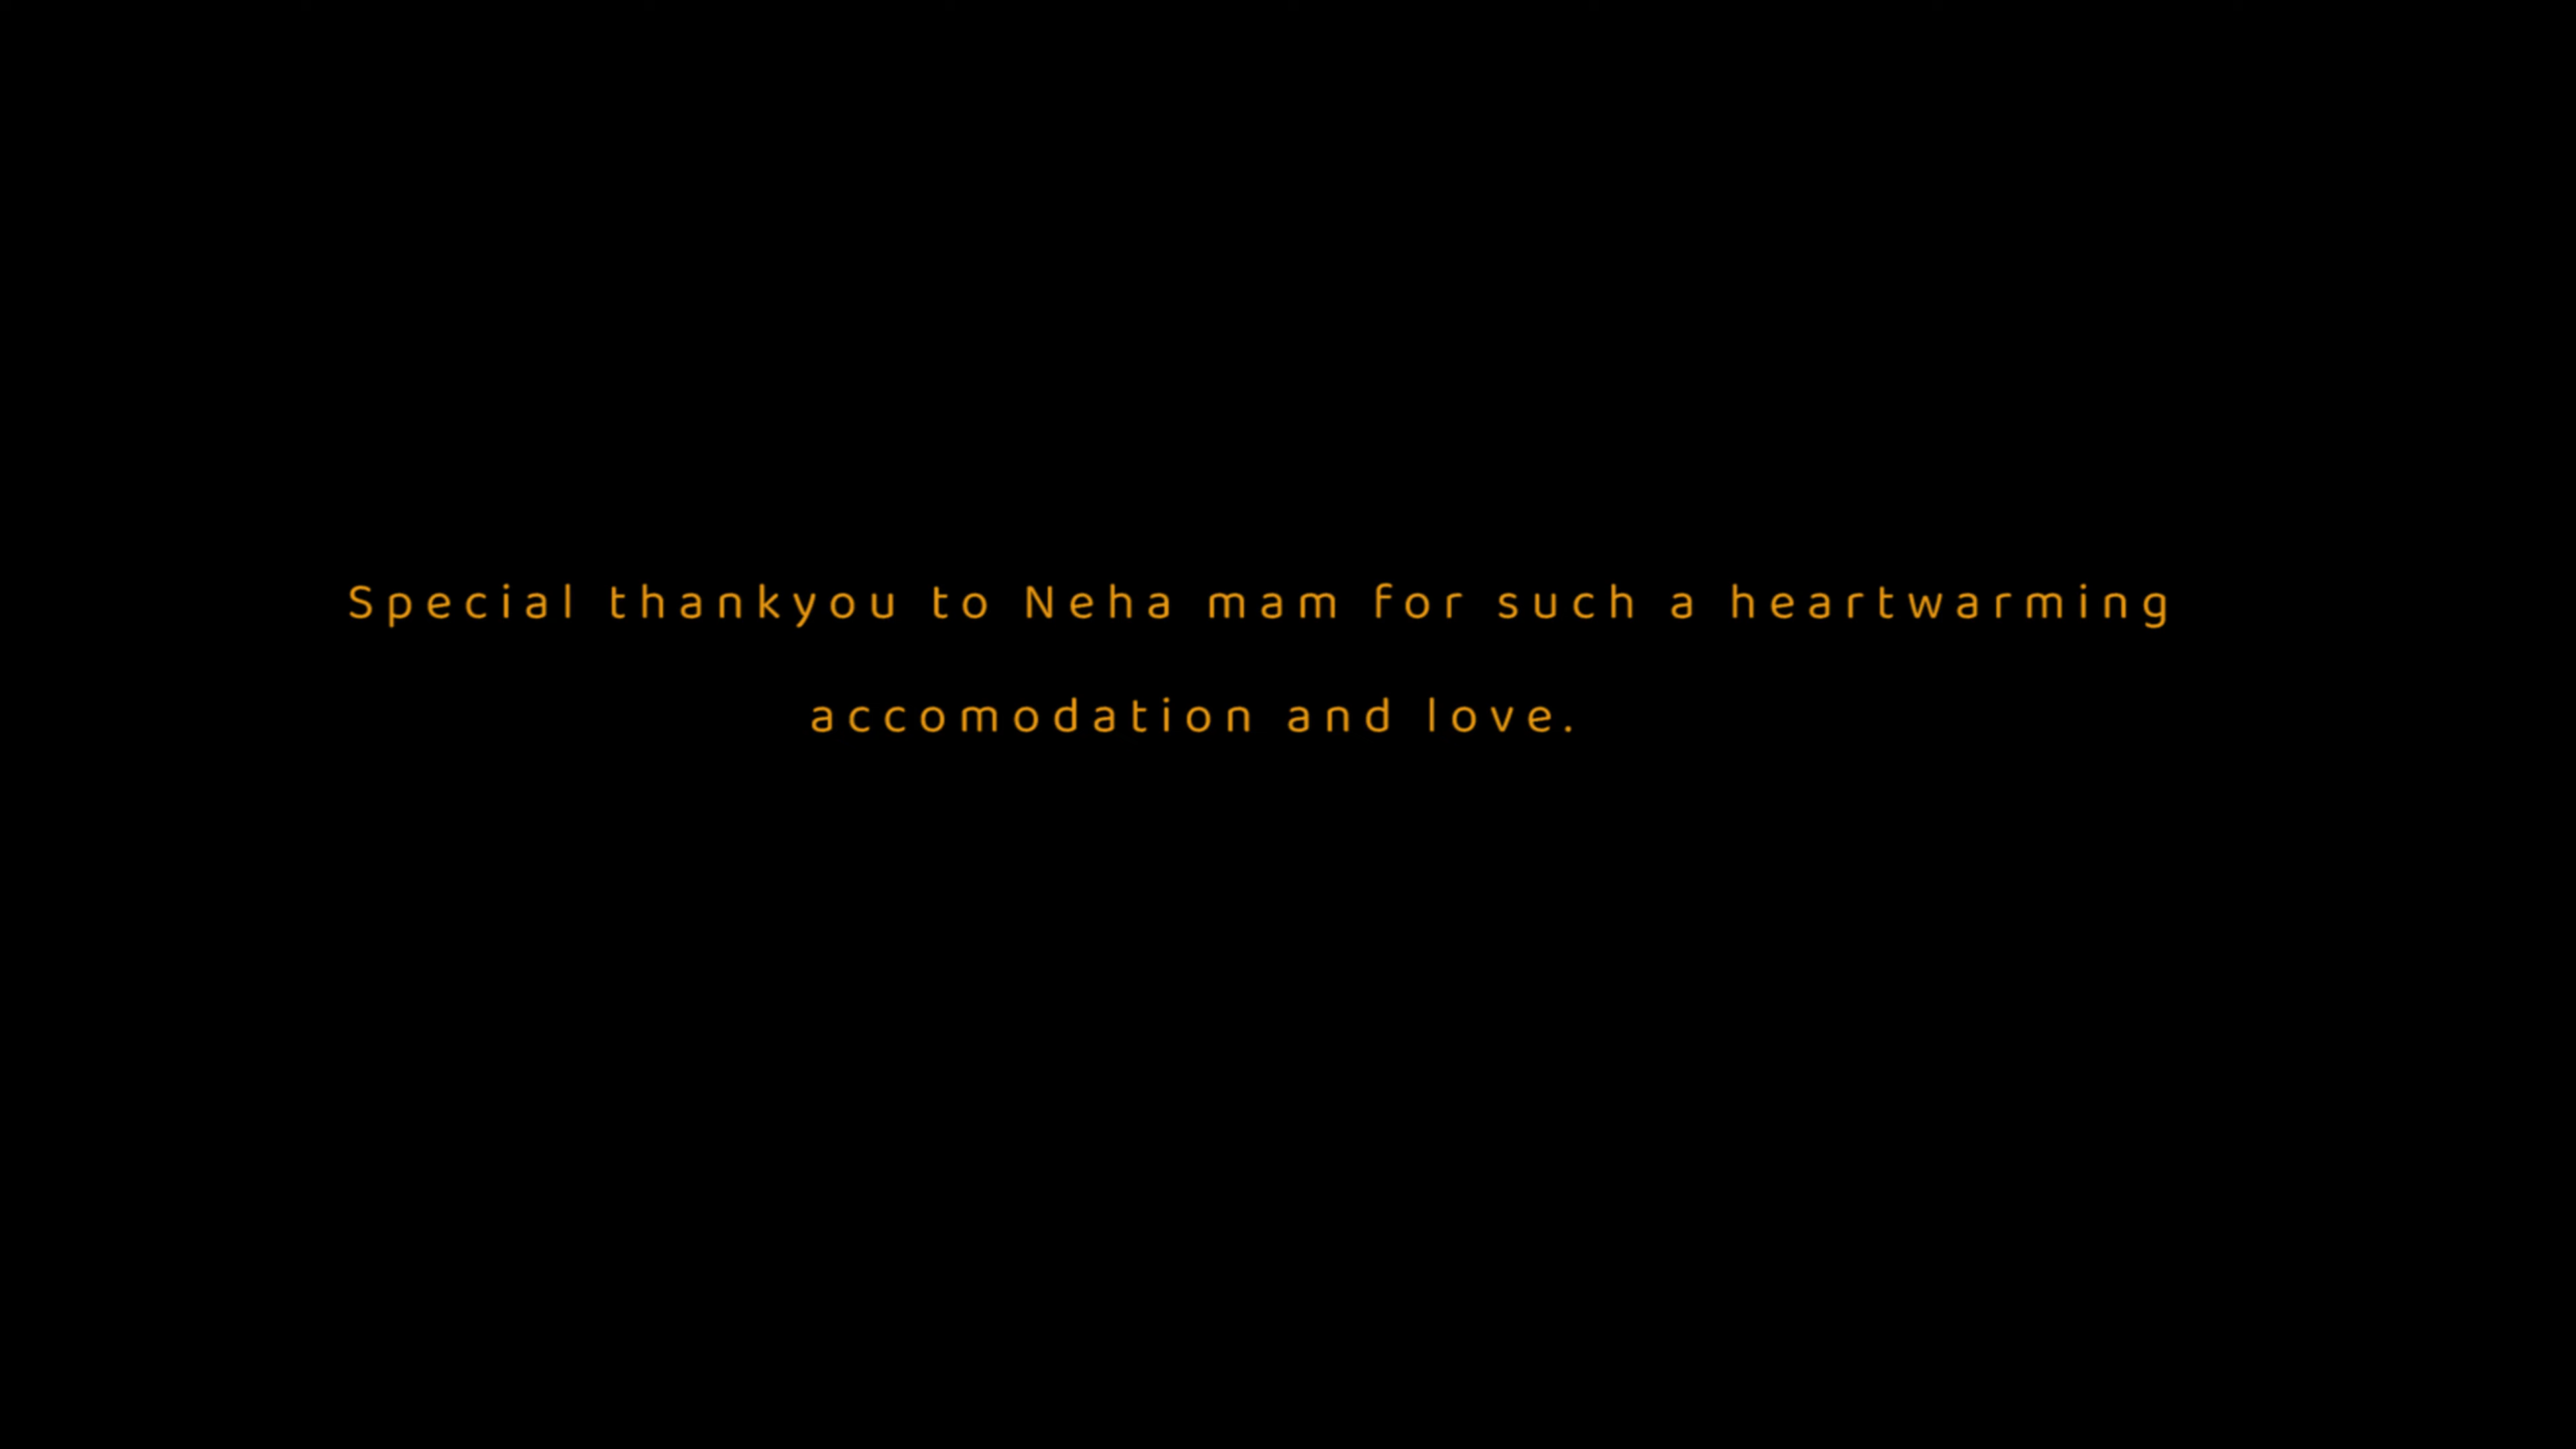 Special thankyou to Neha mam for such a heartwarming
accomodation and love.